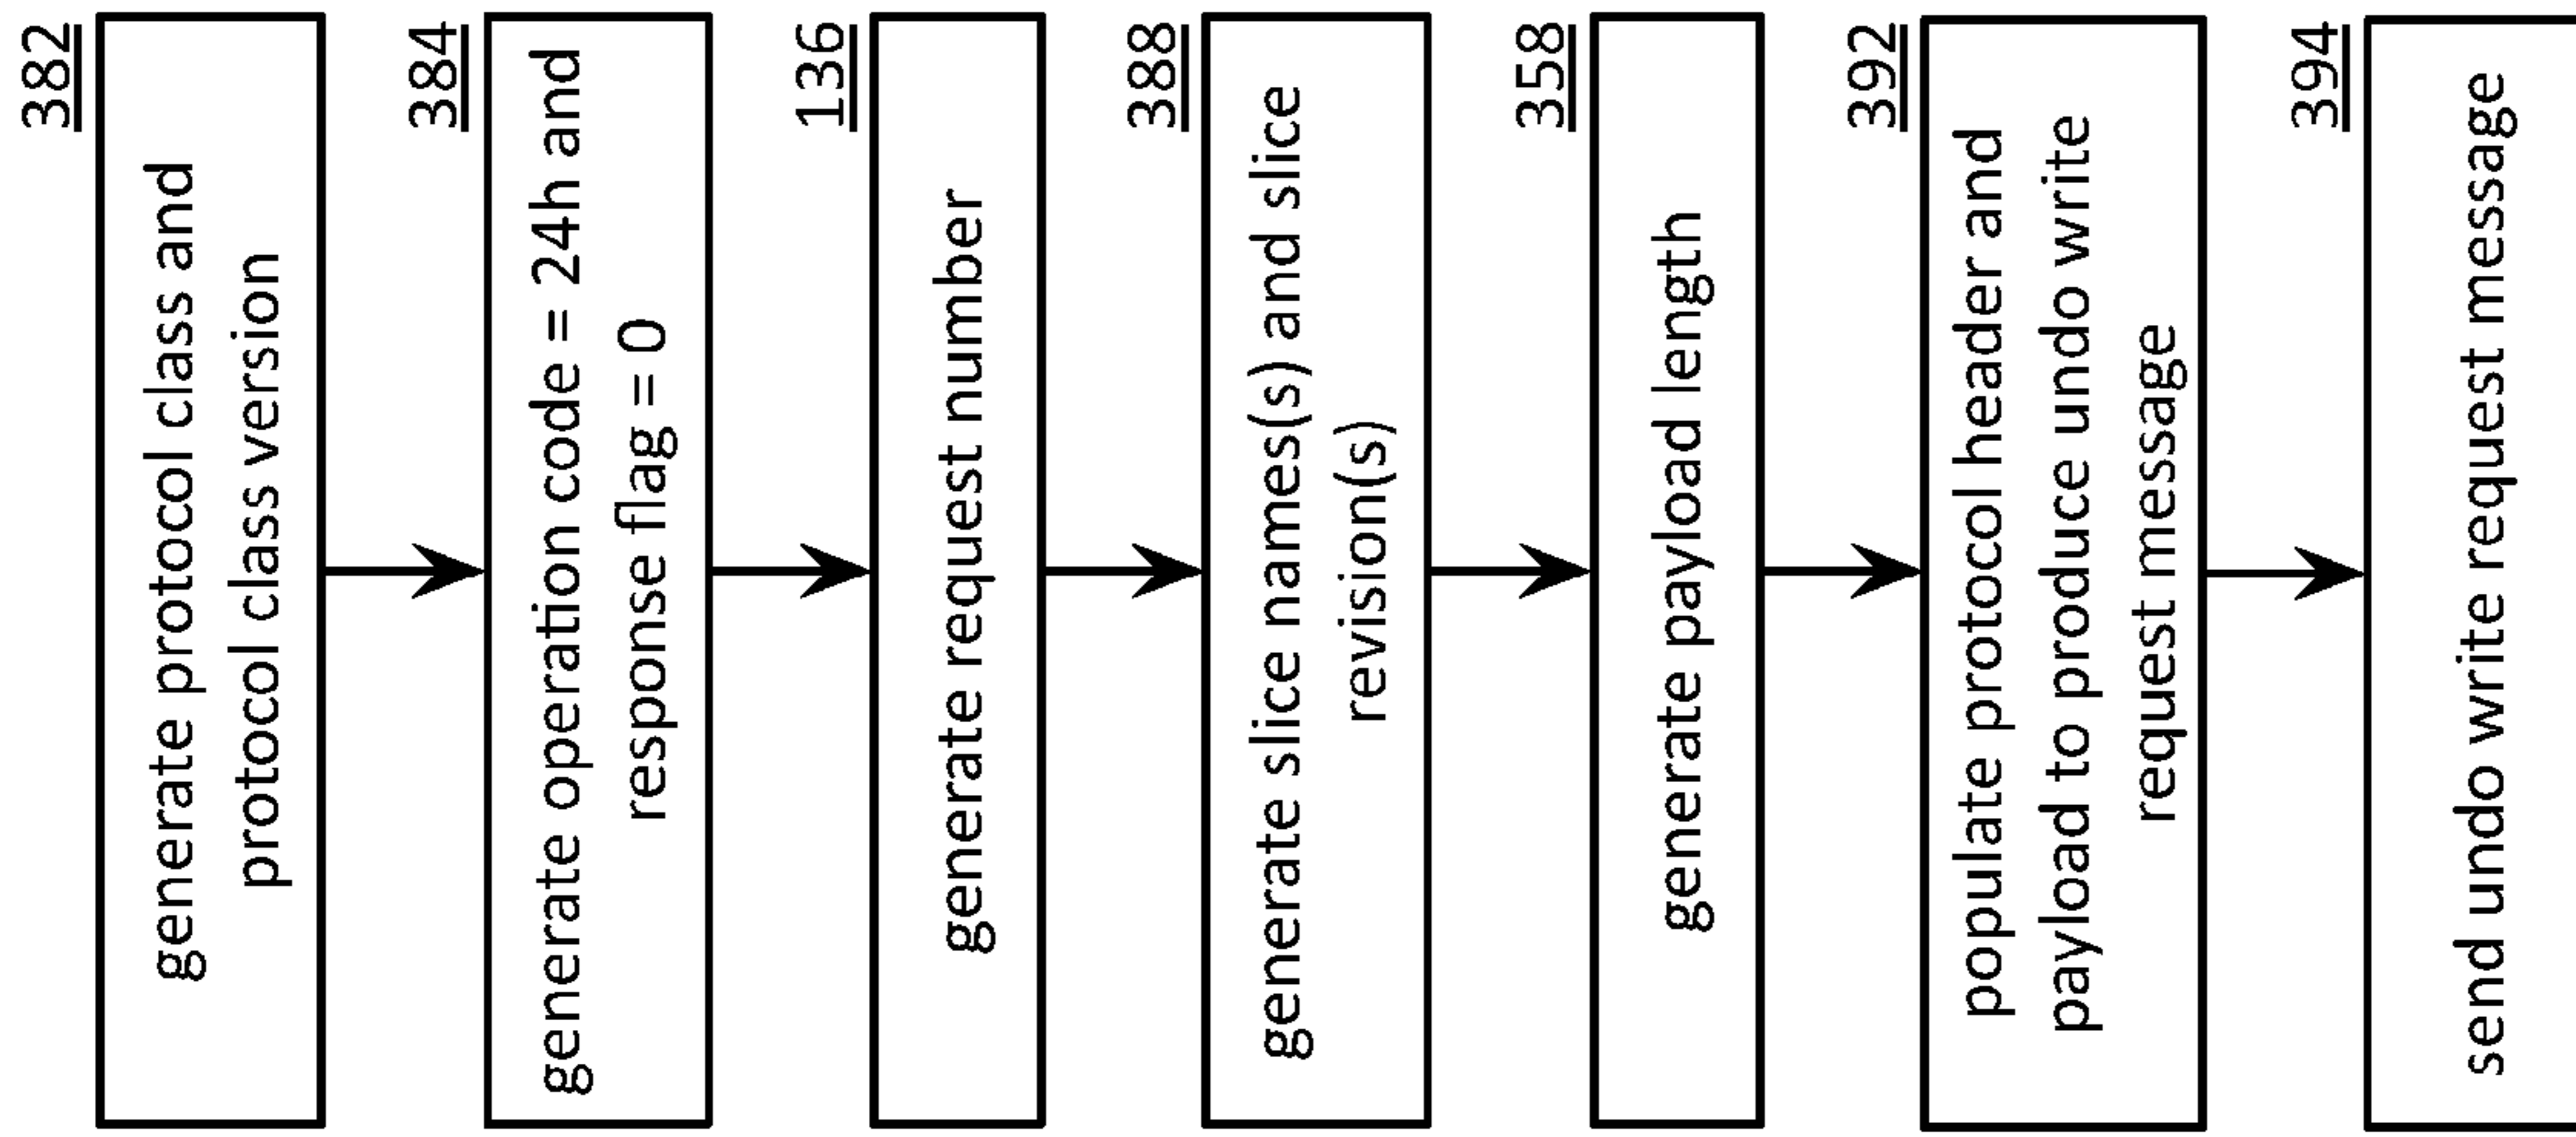 382
generate protocol class and
protocol class version
384
generate operation code = 24h and
response flag = 0
136
generate request number
388
generate slice names(s) and slice
revision(s)
358
generate payload length
392
populate protocol header and
payload to produce undo write
request message
394
send undo write request message